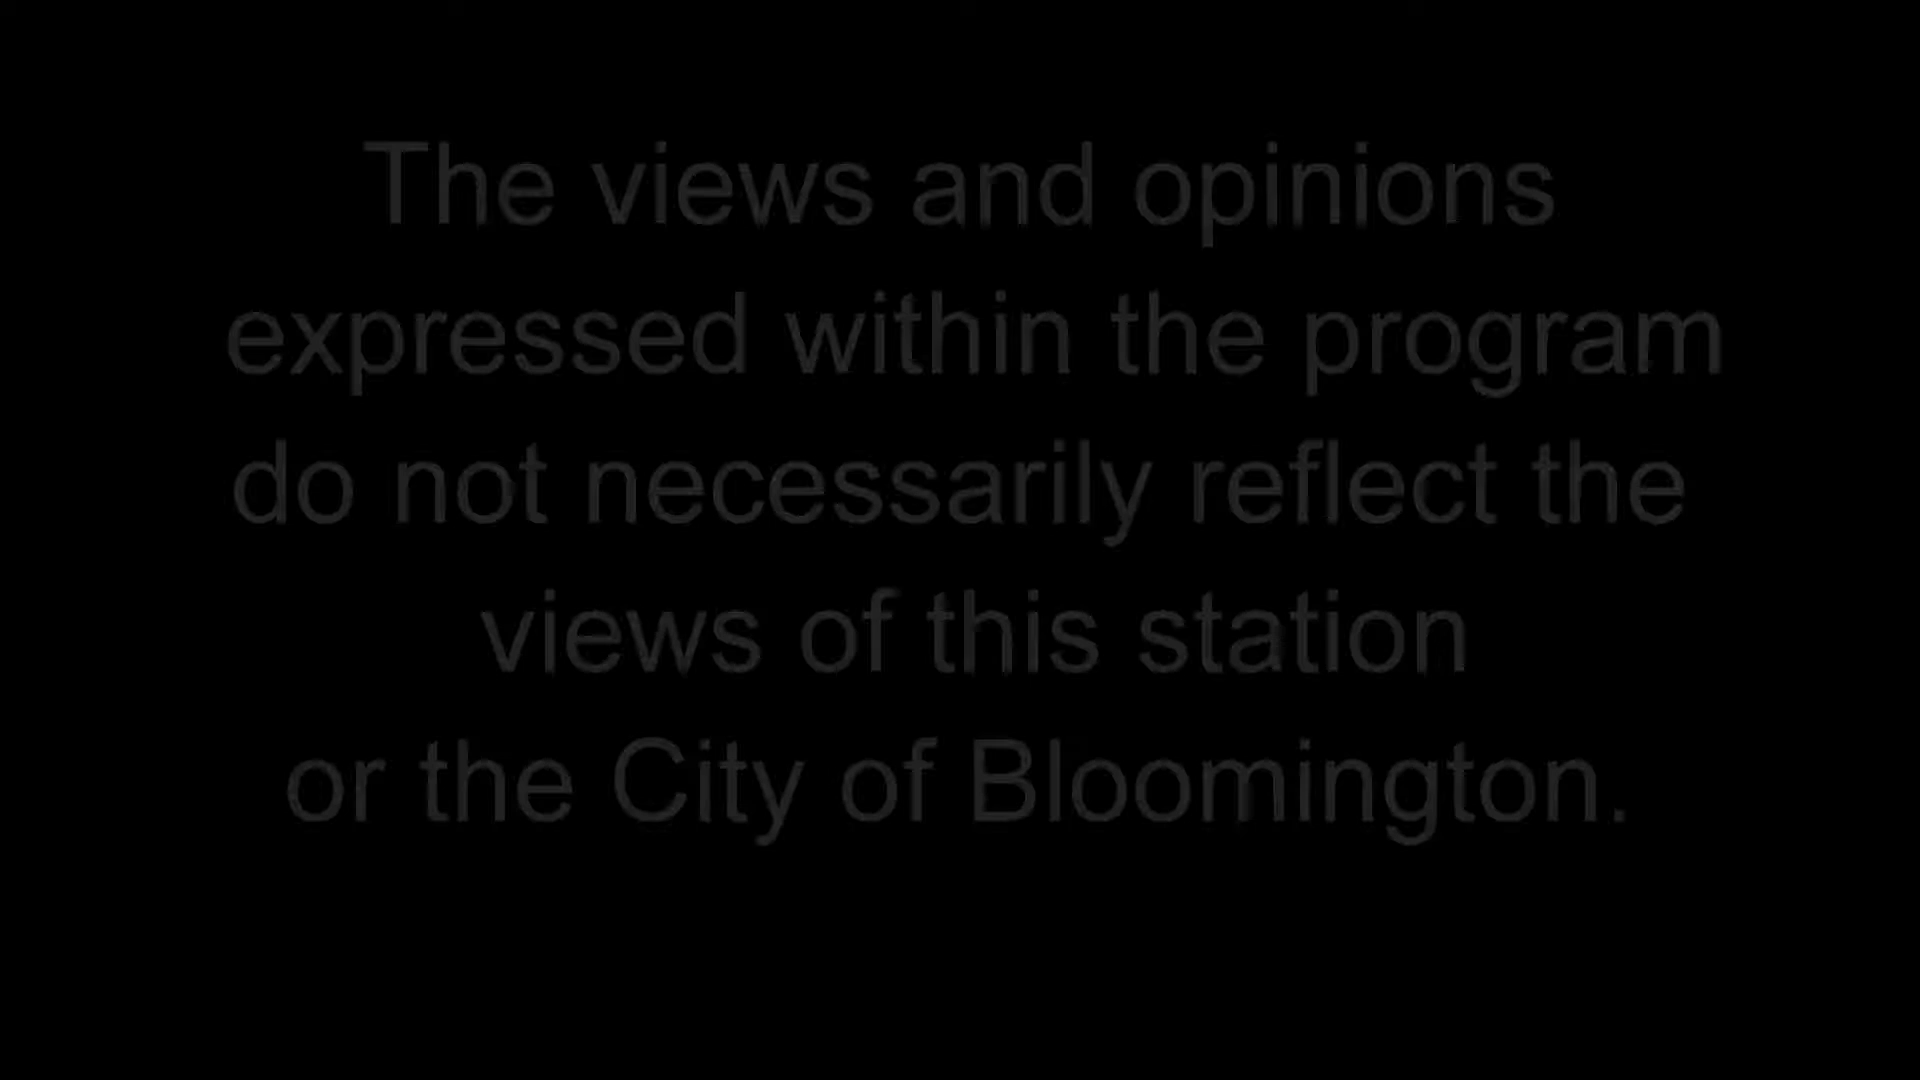 The views and opinions
expressed within the program
do not necessarily reflect the
views of this station
or the City of Bloomington.